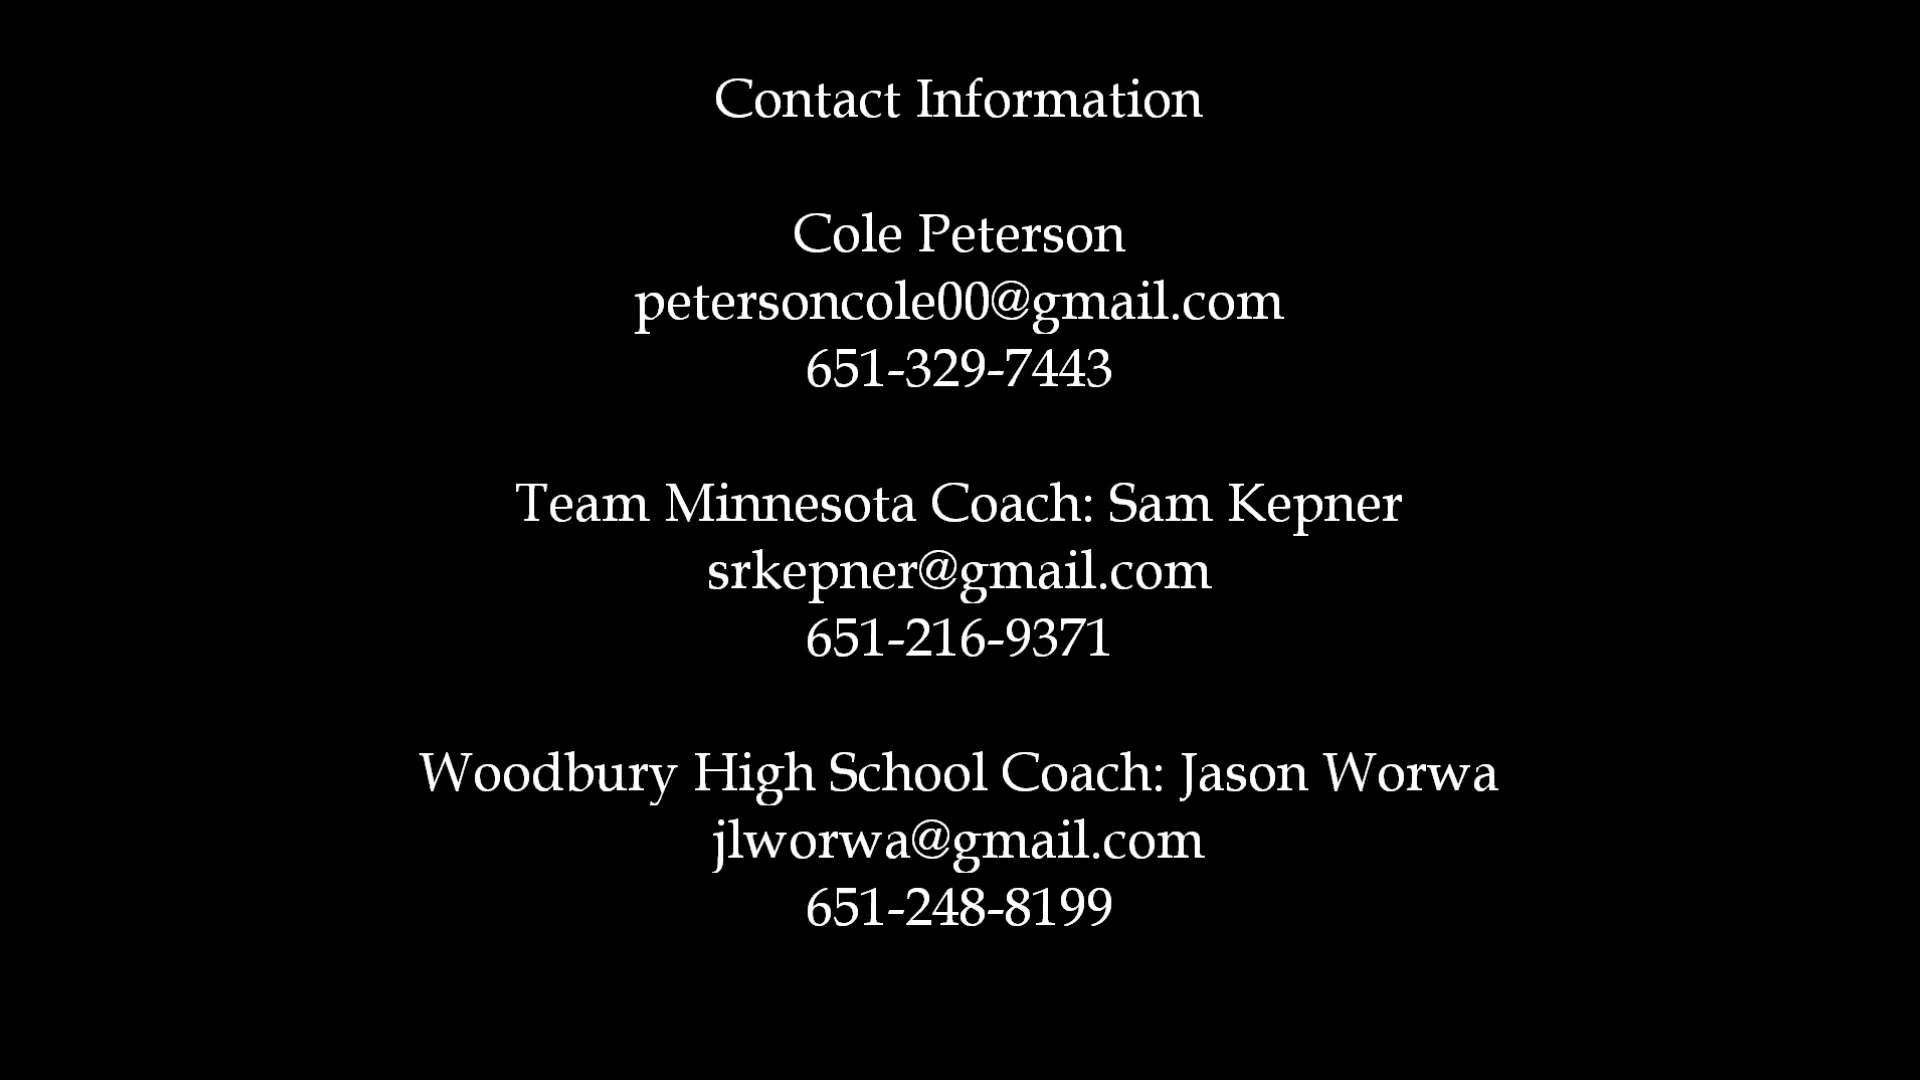 Contact Information
Cole Peterson
petersoncole00@gmail.com
651-329-7443
Team Minnesota Coach: Sam Kepner
srkepner@gmail.com
651-216-9371
Woodbury High School Coach: Jason Worwa
jlworwa@gmail.com
651-248-8199